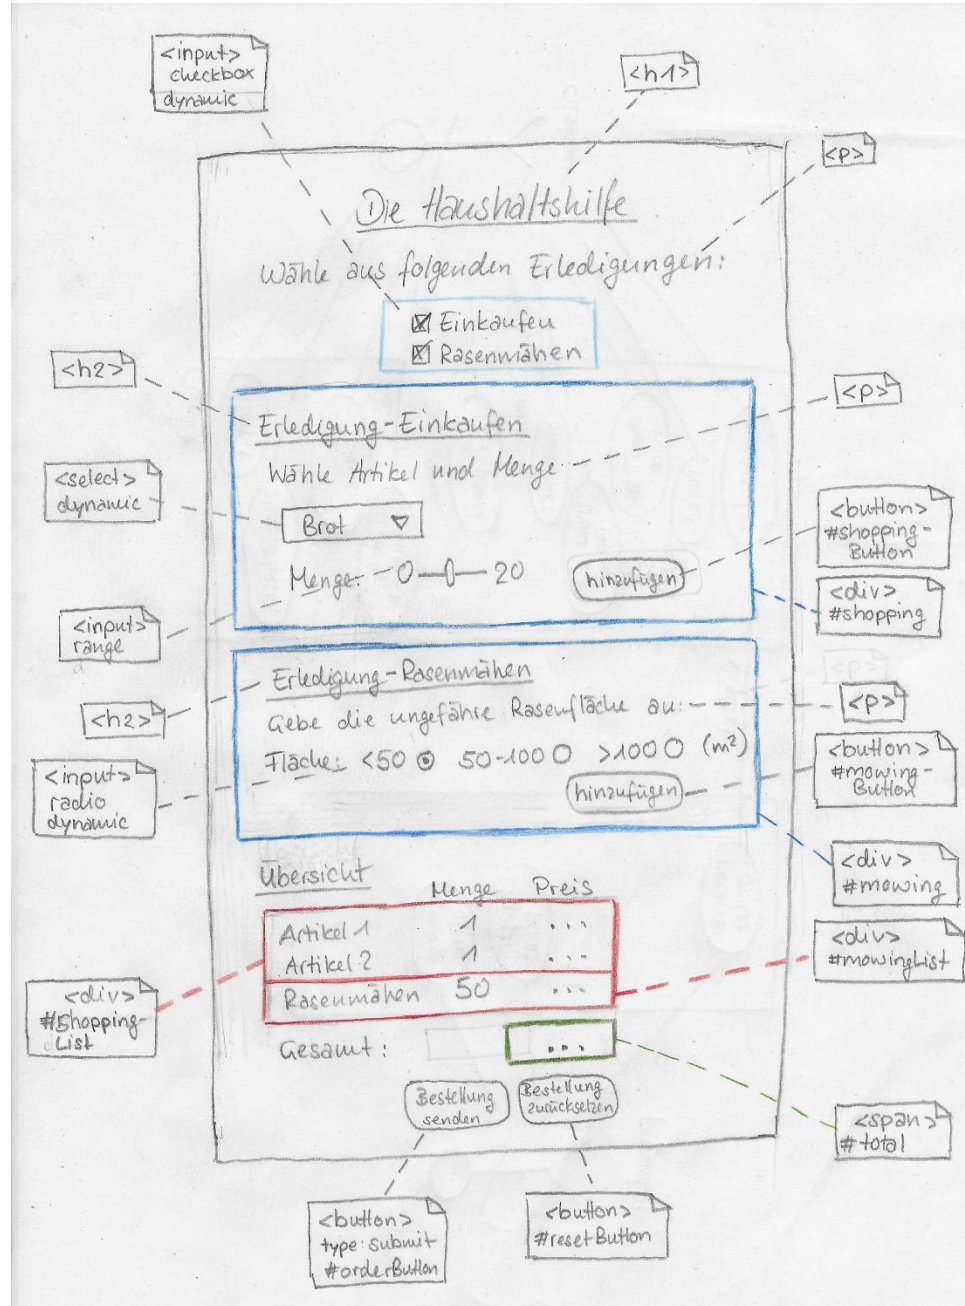 <input>
checkbox
dynamic
<h1>
<p>
Die Haushaltshilfe
Wähle aus folgenden Erledigungen:
Einkaufen
Rasenmähen
<h2>
<p>
Erledigung-Einkaufen
Wähle Artikel und Menge
<select>
dynamic
Brot
<button>
#shopping-
Button
Menge: 0 20
hinzufügen
<div>
#shopping
<input>
range
d
Erledigung-Rasenmähen
<p>
Gebe die ungefähre Rasenfläche an:
<h2>
<p>
Fläche: <50 50-100 >100 (m²)
<button>
#mowing-
Button
<input>
radio
dynamic
hinzufügen
<div>
#mowing
Übersicht
Menge Preis
Artikel 1 1 ...
Artikel 2 1 ...
Rasenmähen 50 ...
<div>
#mowingList
<div>
#Shopping-
List
Gesamt: ...
Bestellung
senden
Bestellung
zurücksetzen
<span>
#total
<button>
type:submit
#orderButton
<button>
#resetButton